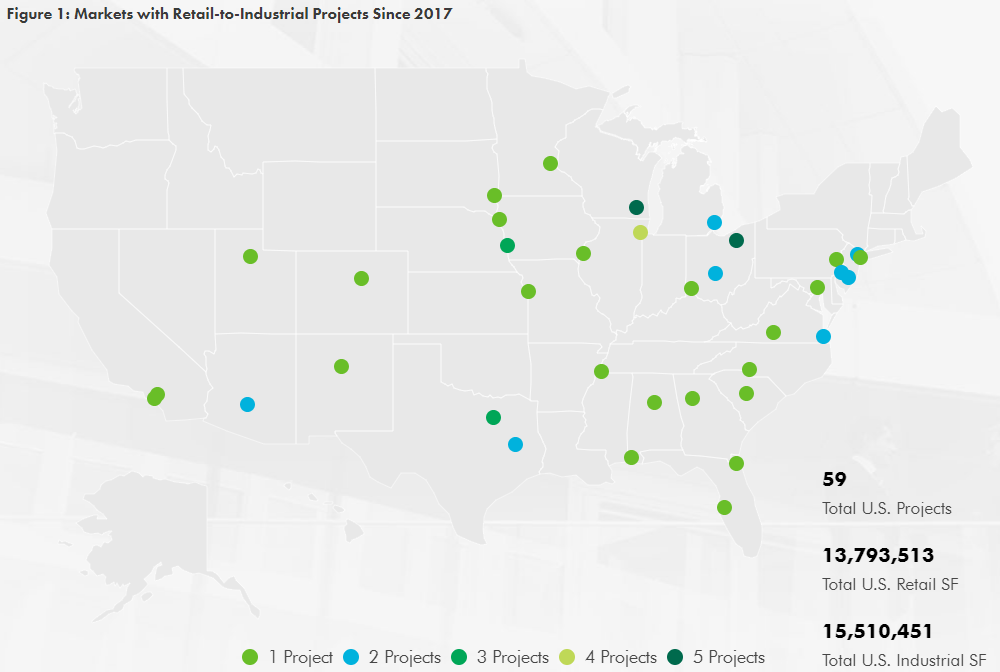 Figure 1: Markets with Retail-to-Industrial Projects Since 2017
59
Total U.S. Projects
13,793,513
Total U.S. Retail SF
15,510,451
Total U.S. Industrial SF
1 Project 2 Projects 3 Projects 4 Projects 5 Projects